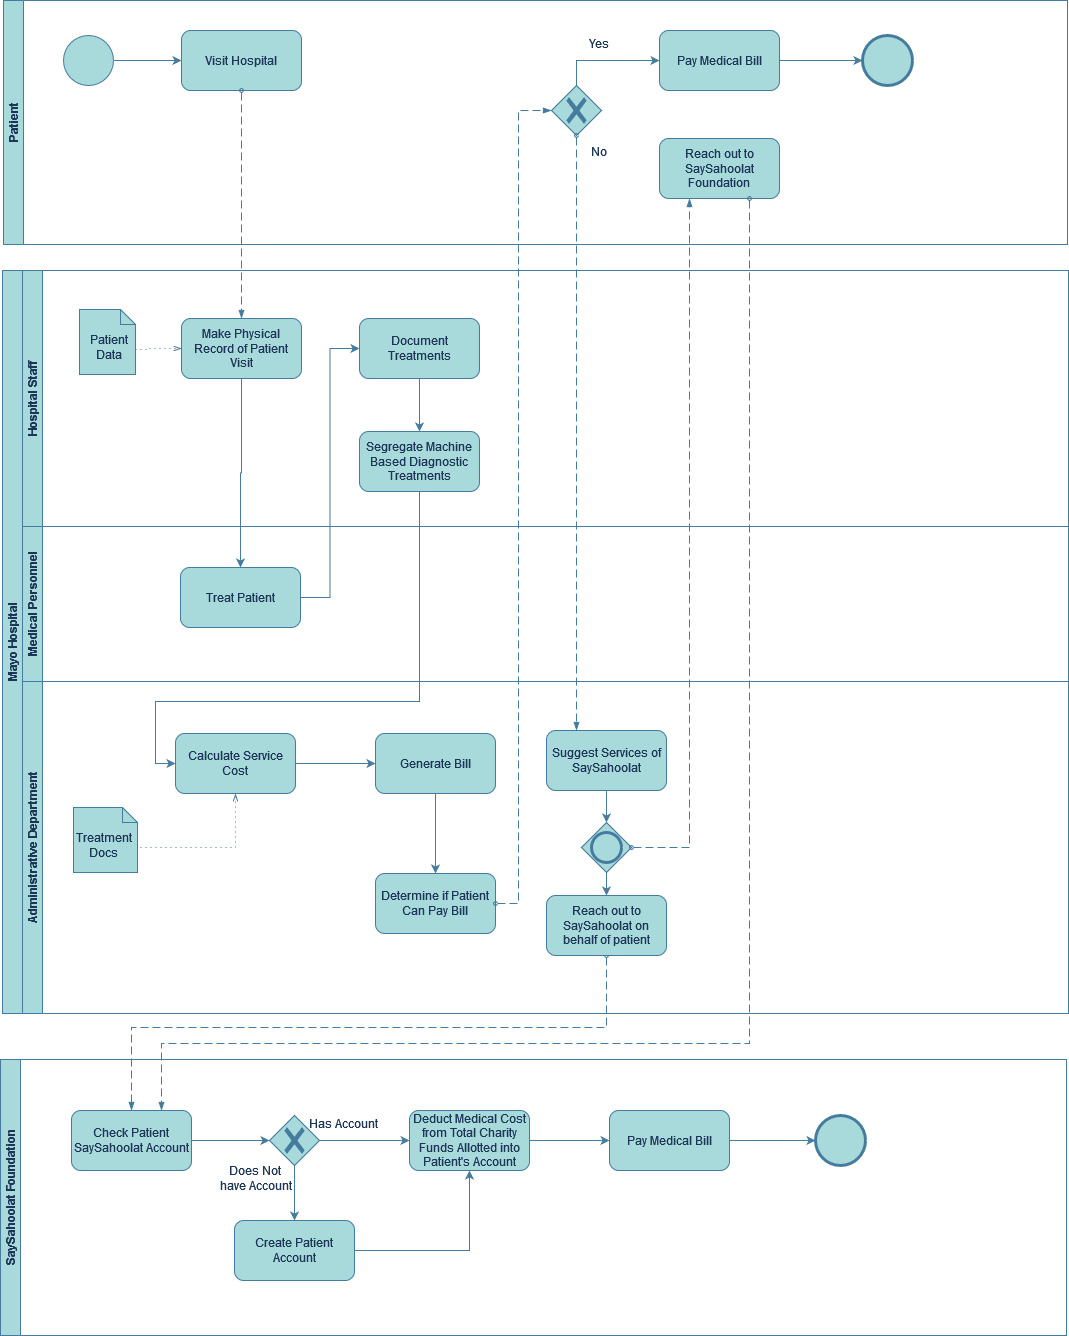 Patient
Visit Hospital
Yes
Pay Medical Bill
No
Reach out to
SaySahoolat
Foundation
Mayo Hospital
Hospital Staff
Patient
Data
Make Physical
Record of Patient
Visit
Document
Treatments
Segregate Machine
Based Diagnostic
Treatments
Medical Personnel
Treat Patient
Administrative Department
Calculate Service
Cost
Generate Bill
Suggest Services of
SaySahoolat
Treatment
Docs
Determine if Patient
Can Pay Bill
Reach out to
SaySahoolat on
behalf of patient
SaySahoolat Foundation
Check Patient
SaySahoolat Account
Has Account
Does Not
have Account
Deduct Medical Cost
from Total Charity
Funds Allotted into
Patient's Account
Pay Medical Bill
Create Patient
Account